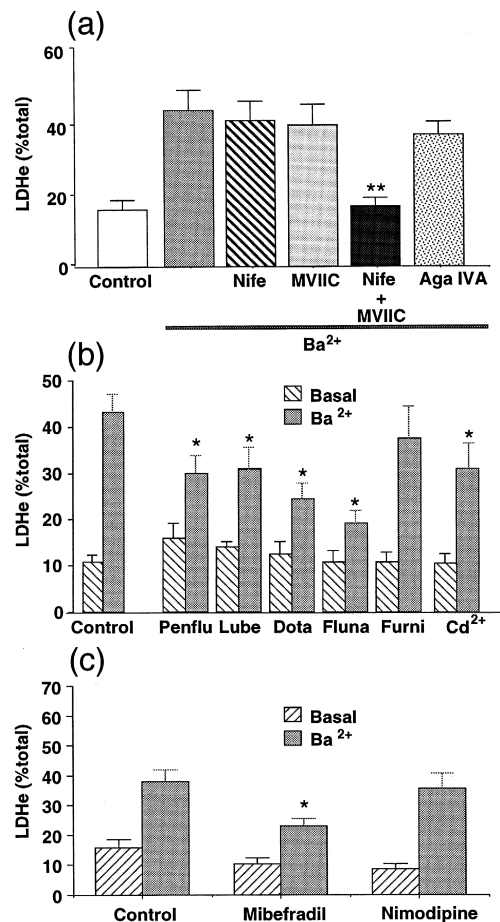 (a)
60
40
20
0
LDHe (%total)
**
Control
Nife
MVIIC
Nife
+
MVIIC
Aga IVA
Ba2+
(b)
50
40
30
20
10
0
LDHe (%total)
Basal
Ba 2+
*
*
*
*
*
Control
Penflu
Lube
Dota
Fluna
Furni
Cd2+
(c)
70
60
50
40
30
20
10
0
LDHe (%total)
Basal
Ba 2+
*
Control
Mibefradil
Nimodipine